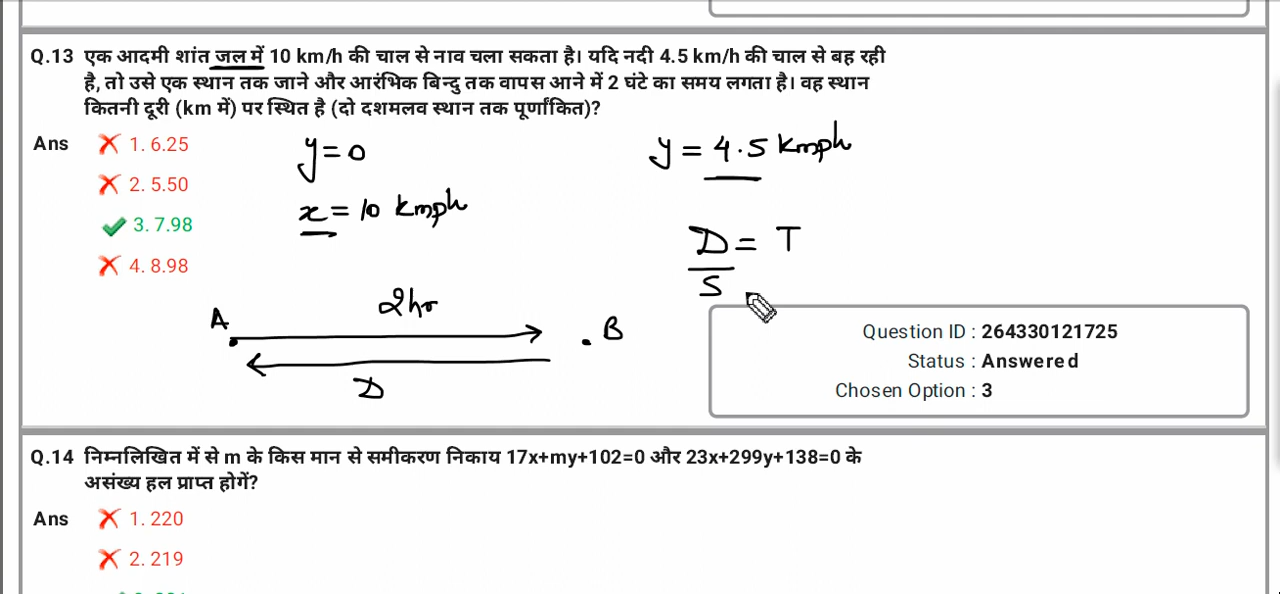 Q.13 एक आदमी शांत जल में 10 km/h की चाल से नाव चला सकता है। यदि नदी 4.5 km/h की चाल से बह रही
है, तो उसे एक स्थान तक जाने और आरंभिक बिन्दु तक वापस आने में 2 घंटे का समय लगता है। वह स्थान
कितनी दूरी (km में) पर स्थित है (दो दशमलव स्थान तक पूर्णांकित)?
Ans 1. 6.25
2. 5.50
3. 7.98
4. 8.98
y=0
x = 10 kmph
y = 4.5 kmph
D = T
S
A
2hr
. B
D
Question ID : 264330121725
Status : Answered
Chosen Option : 3
Q.14 निम्नलिखित में से m के किस मान से समीकरण निकाय 17x+my+102=0 और 23x+299y+138=0 के
असंख्य हल प्राप्त होगें?
Ans 1. 220
2. 219